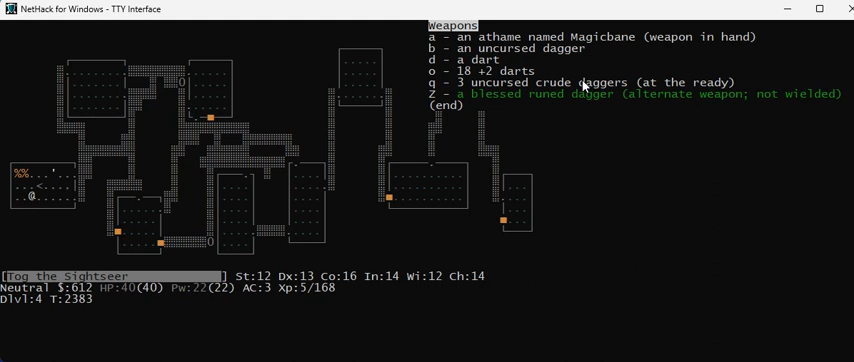 NetHack for Windows - TTY Interface
Weapons
a - an athame named Magicbane (weapon in hand)
b - an uncursed dagger
d - a dart
o - 18 +2 darts
q - 3 uncursed crude daggers (at the ready)
Z - a blessed runed dagger (alternate weapon; not wielded)
(end)
[Tog the Sightseer ] St:12 Dx:13 Co:16 In:14 Wi:12 Ch:14
Neutral $:612 HP:40(40) Pw:22(22) AC:3 Xp:5/168
Dlvl:4 T:2383